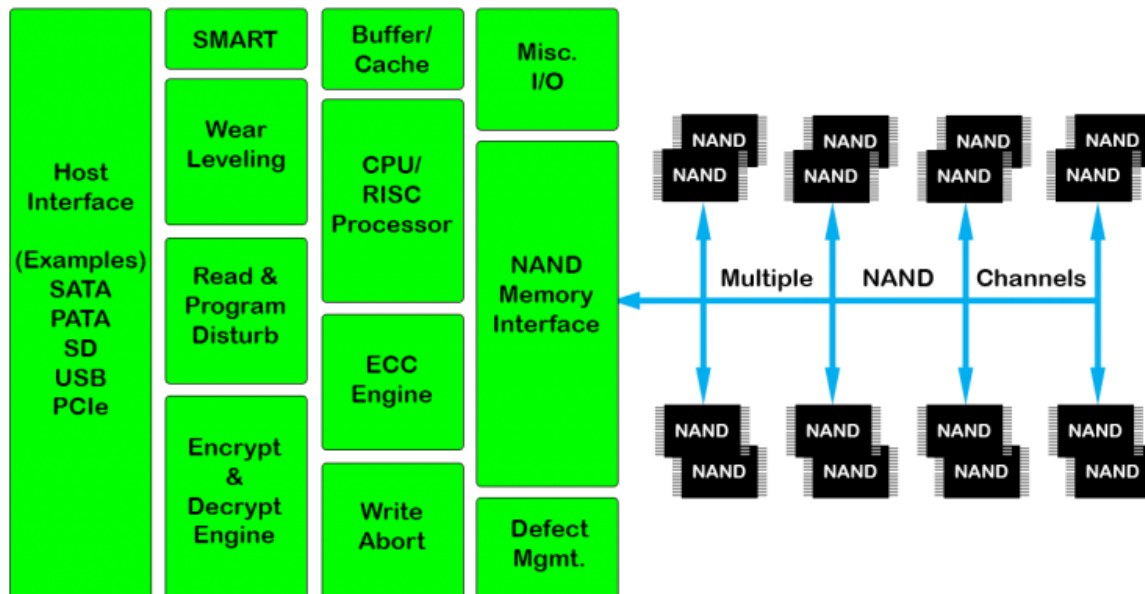 Host
Interface
(Examples)
SATA
PATA
SD
USB
PCIe
SMART
Wear
Leveling
Read &
Program
Disturb
Encrypt
&
Decrypt
Engine
Buffer/
Cache
CPU/
RISC
Processor
ECC
Engine
Write
Abort
Misc.
I/O
NAND
Memory
Interface
Defect
Mgmt.
NAND
NAND
NAND
NAND
NAND
NAND
NAND
NAND
Multiple NAND Channels
NAND
NAND
NAND
NAND
NAND
NAND
NAND
NAND